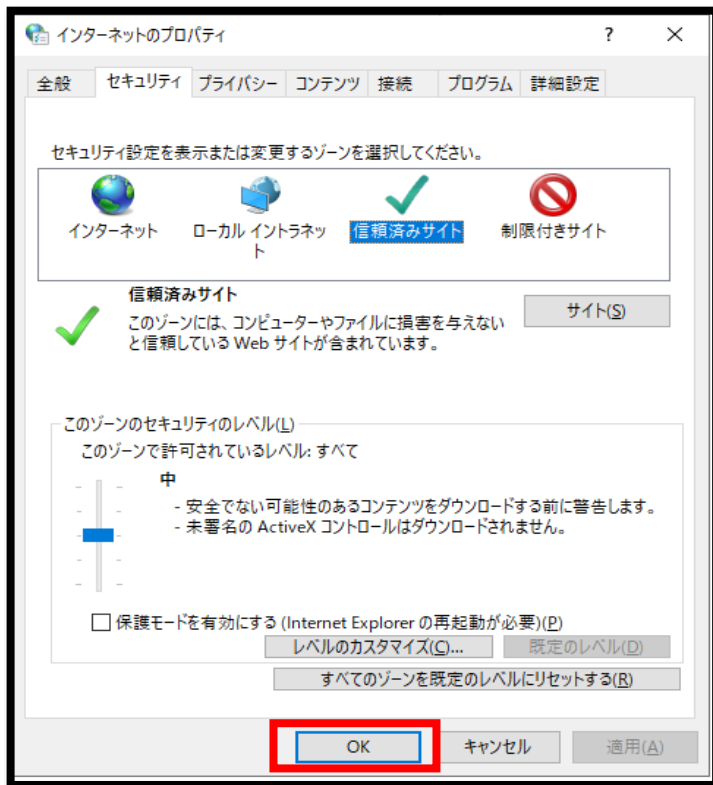 インターネットのプロパティ
?
全般 セキュリティ プライバシー コンテンツ 接続 プログラム 詳細設定
セキュリティ設定を表示または変更するゾーンを選択してください。
インターネット ローカル イントラネッ 信頼済みサイト 制限付きサイト
ト
信頼済みサイト
サイト(S)
このゾーンには、コンピューターやファイルに損害を与えない
と信頼している Web サイトが含まれています。
このゾーンのセキュリティのレベル(L)
このゾーンで許可されているレベル: すべて
中
- 安全でない可能性のあるコンテンツをダウンロードする前に警告します。
- 未署名の ActiveX コントロールはダウンロードされません。
保護モードを有効にする (Internet Explorer の再起動が必要)(P)
レベルのカスタマイズ(C)... 既定のレベル(D)
すべてのゾーンを既定のレベルにリセットする(R)
OK キャンセル 適用(A)